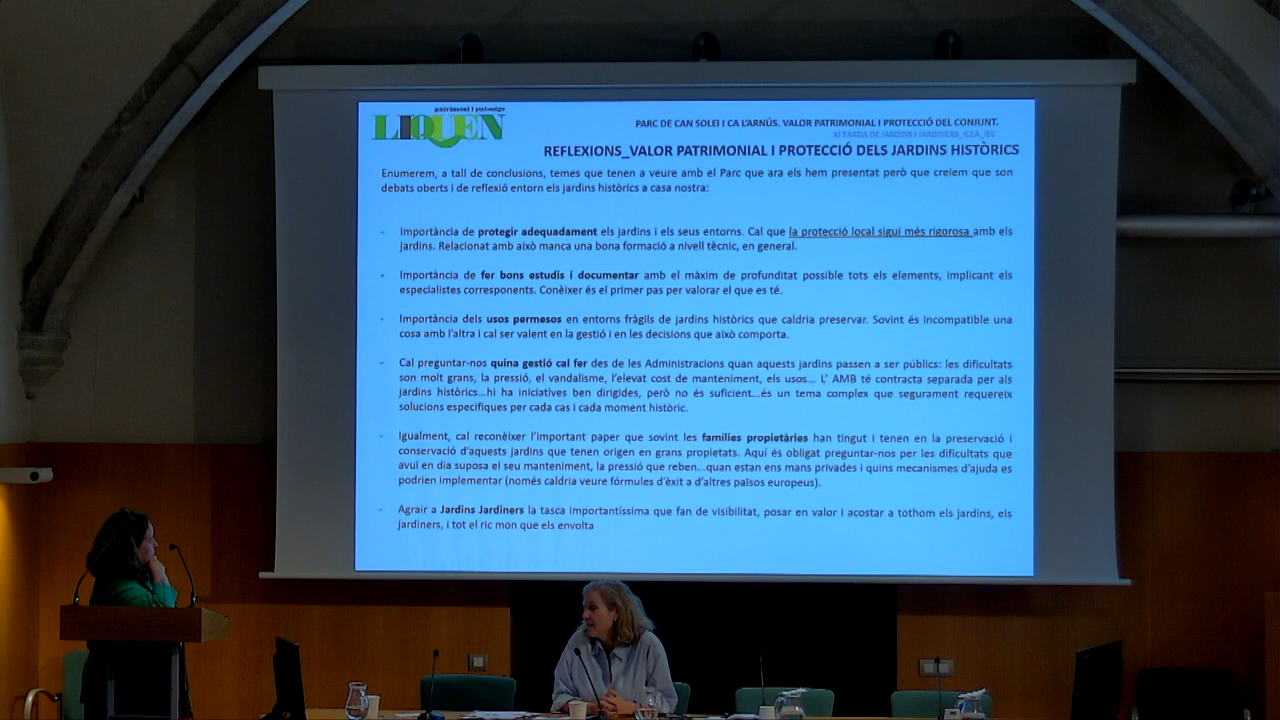 patrimoni i paisatge
LIQUEN
PARC DE CAN SOLEI I CA L'ARNÚS. VALOR PATRIMONIAL I PROTECCIÓ DEL CONJUNT.
XI TARDA DE JARDINS I JARDINERS_ICEA_IEC
REFLEXIONS_VALOR PATRIMONIAL I PROTECCIÓ DELS JARDINS HISTÒRICS
Enumerem, a tall de conclusions, temes que tenen a veure amb el Parc que ara els hem presentat però que creiem que son
debats oberts i de reflexió entorn els jardins històrics a casa nostra:
- Importància de protegir adequadament els jardins i els seus entorns. Cal que la protecció local sigui més rigorosa amb els
jardins. Relacionat amb això manca una bona formació a nivell tècnic, en general.
- Importància de fer bons estudis i documentar amb el màxim de profunditat possible tots els elements, implicant els
especialistes corresponents. Conèixer és el primer pas per valorar el que es té.
- Importància dels usos permesos en entorns fràgils de jardins històrics que caldria preservar. Sovint és incompatible una
cosa amb l'altra i cal ser valent en la gestió i en les decisions que això comporta.
- Cal preguntar-nos quina gestió cal fer des de les Administracions quan aquests jardins passen a ser públics: les dificultats
son molt grans, la pressió, el vandalisme, l'elevat cost de manteniment, els usos... L' AMB té contracta separada per als
jardins històrics...hi ha iniciatives ben dirigides, però no és suficient...és un tema complex que segurament requereix
solucions específiques per cada cas i cada moment històric.
- Igualment, cal reconèixer l'important paper que sovint les famílies propietàries han tingut i tenen en la preservació i
conservació d'aquests jardins que tenen origen en grans propietats. Aquí és obligat preguntar-nos per les dificultats que
avui en dia suposa el seu manteniment, la pressió que reben...quan estan ens mans privades i quins mecanismes d'ajuda es
podrien implementar (només caldria veure fórmules d'èxit a d'altres països europeus).
- Agrair a Jardins Jardiners la tasca importantíssima que fan de visibilitat, posar en valor i acostar a tothom els jardins, els
jardiners, i tot el ric mon que els envolta